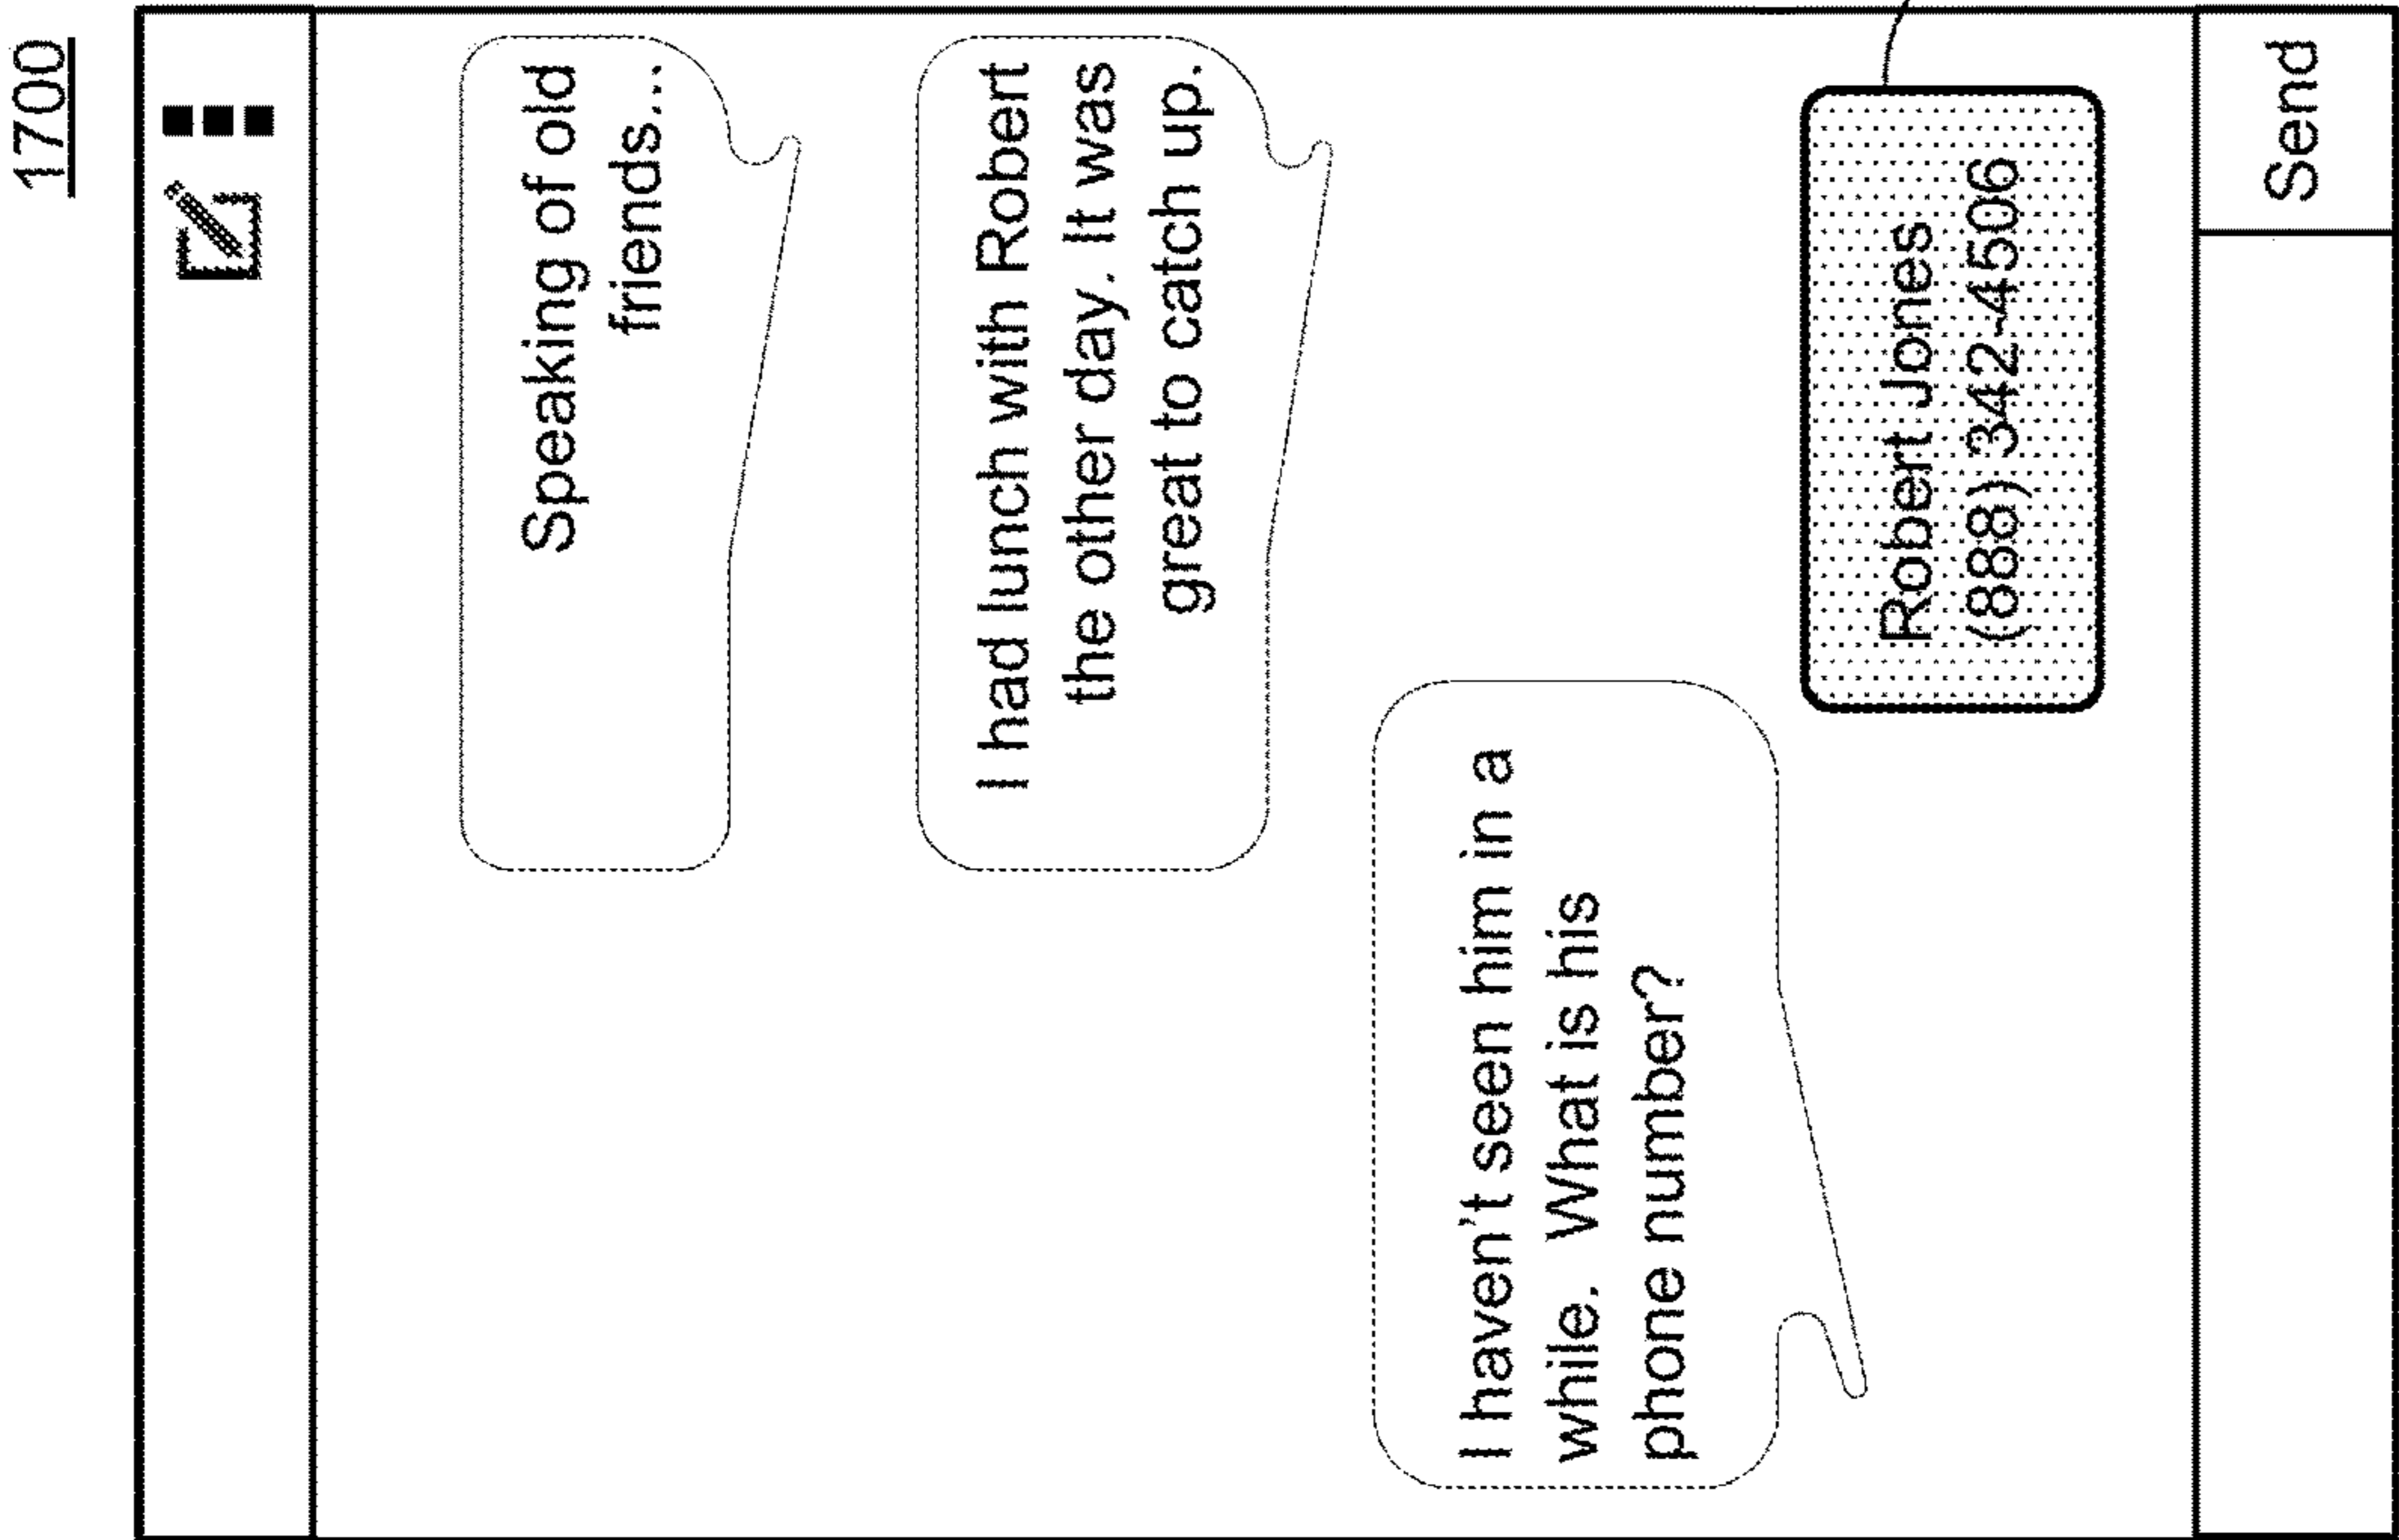 1700
Speaking of old
friends...
I had lunch with Robert
the other day. It was
great to catch up.
I haven't seen him in a
while. What is his
phone number?
Robert Jones
(888) 342-4506
Send